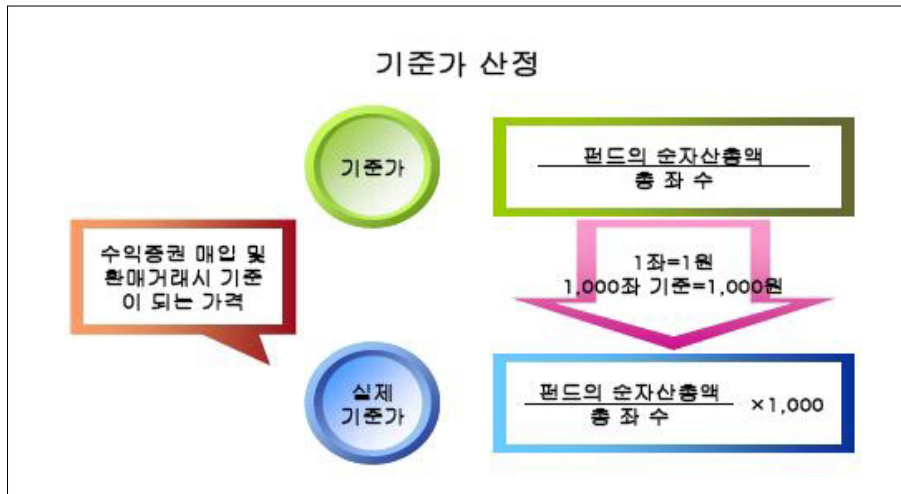 기준가 산정
기준가
펀드의 순자산총액
총 좌 수
수익증권 매입 및
환매거래시 기준
이 되는 가격
1좌=1원
1,000좌 기준=1,000원
실제
기준가
펀드의 순자산총액
총 좌 수
×1,000